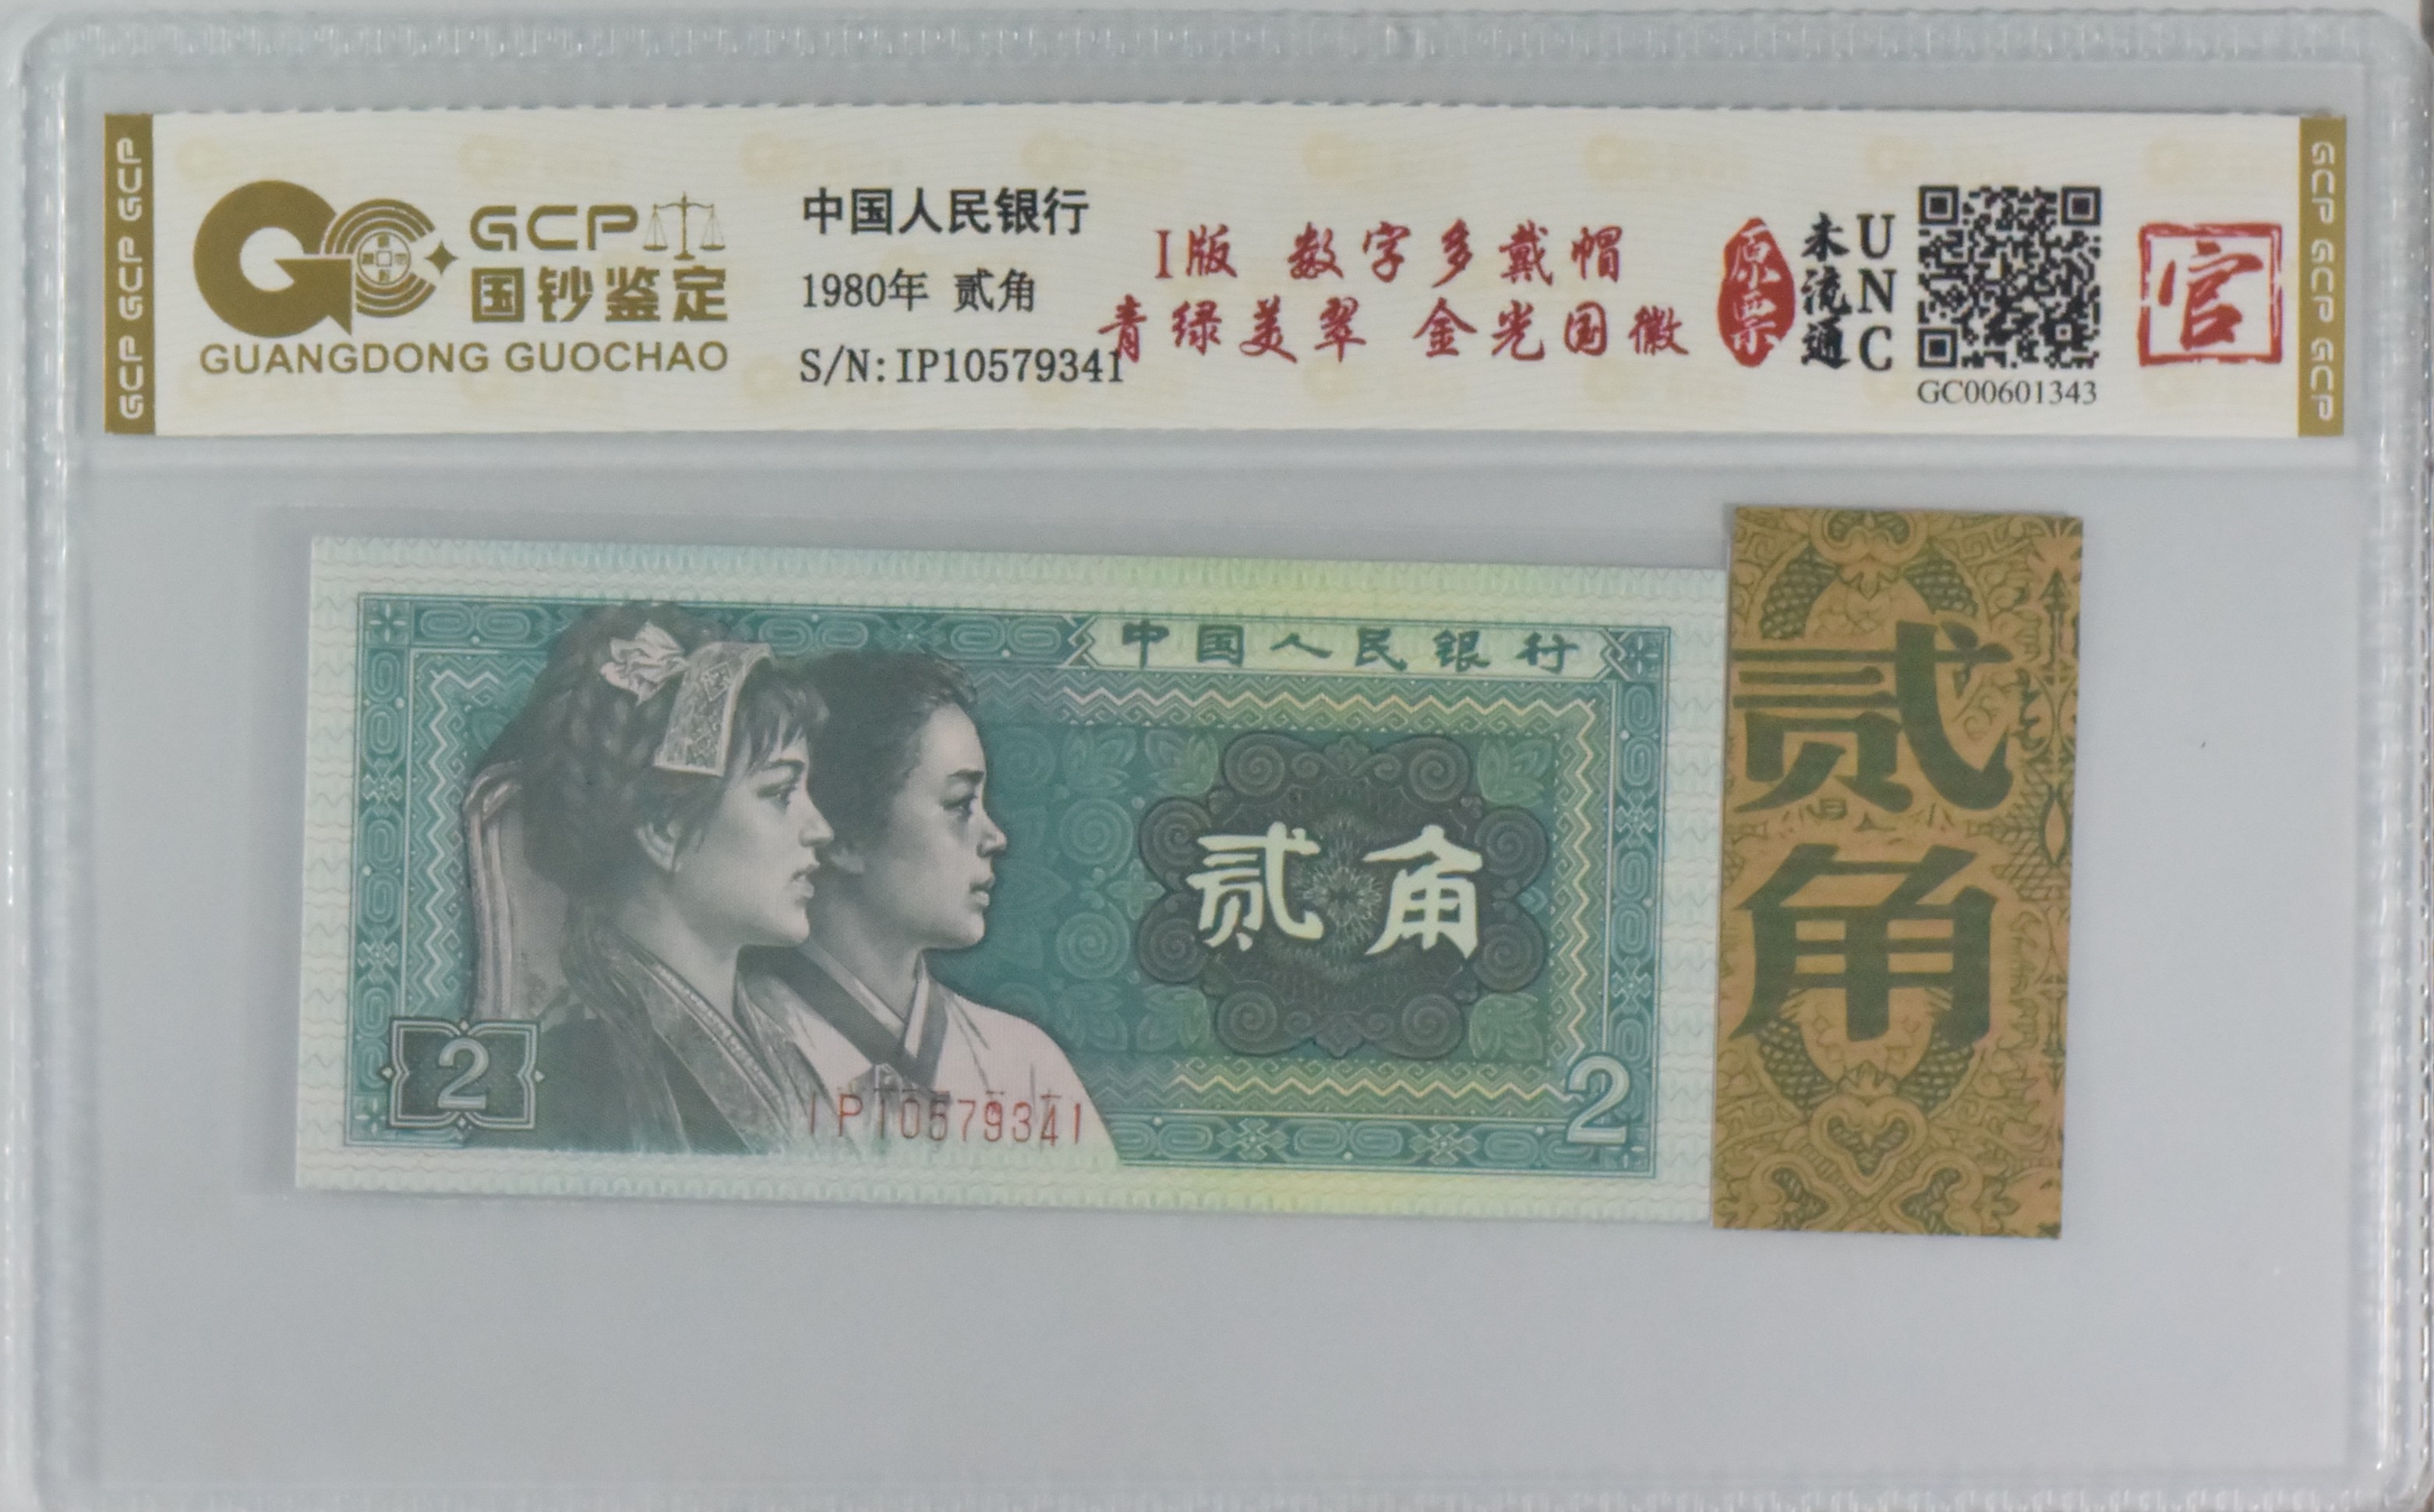 GCP
国钞鉴定
GUANGDONG GUOCHAO
中国人民银行
1980年 贰角
S/N:IP10579341
I版 数字多戴帽
青绿美翠 金光国徽
原票
未流通
UNC
GC00601343
官
GCP GCP GCP
GCP GCP GCP
中国人民银行
贰角
2
IP10579341
2
贰角